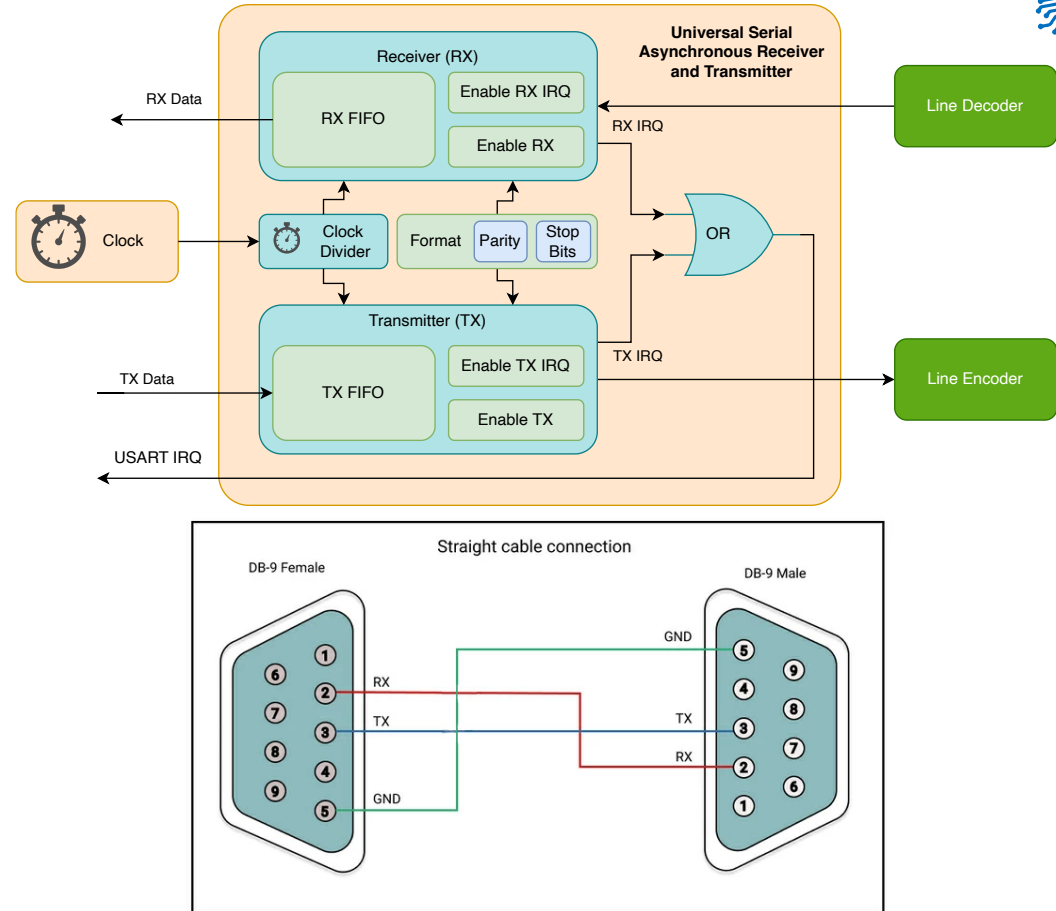 Universal Serial
Asynchronous Receiver
and Transmitter
Receiver (RX)
RX FIFO
Enable RX IRQ
Enable RX
RX Data
RX IRQ
Line Decoder
Clock
Clock
Divider
Format
Parity
Stop
Bits
OR
Transmitter (TX)
TX FIFO
Enable TX IRQ
Enable TX
TX IRQ
TX Data
Line Encoder
USART IRQ
Straight cable connection
DB-9 Female
DB-9 Male
1
2
3
4
5
6
7
8
9
RX
TX
GND
GND
TX
RX
5
4
3
2
1
9
8
7
6